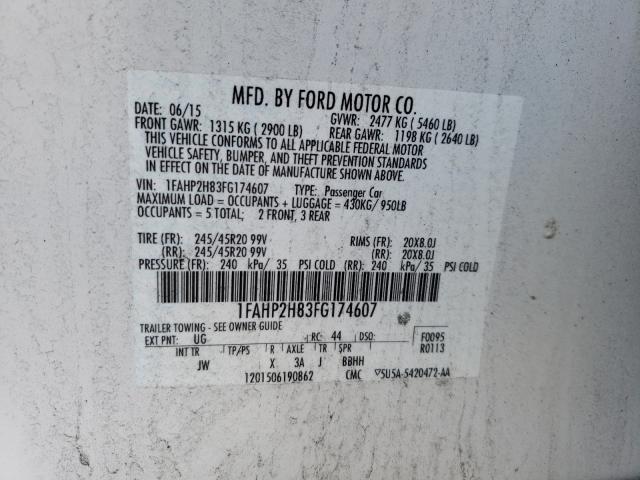 MFD. BY FORD MOTOR CO.
DATE: 06/15 GVWR: 2477 KG ( 5460 LB)
FRONT GAWR: 1315 KG ( 2900 LB) REAR GAWR: 1198 KG ( 2640 LB)
THIS VEHICLE CONFORMS TO ALL APPLICABLE FEDERAL MOTOR
VEHICLE SAFETY, BUMPER, AND THEFT PREVENTION STANDARDS
IN EFFECT ON THE DATE OF MANUFACTURE SHOWN ABOVE.
VIN: 1FAHP2H83FG174607 TYPE: Passenger Car
MAXIMUM LOAD = OCCUPANTS + LUGGAGE = 430KG/ 950LB
OCCUPANTS = 5 TOTAL; 2 FRONT, 3 REAR
TIRE (FR): 245/45R20 99V RIMS (FR): 20X8.0J
(RR): 245/45R20 99V (RR): 20X8.0J
PRESSURE (FR): 240 kPa/ 35 PSI COLD (RR): 240 kPa/ 35 PSI COLD
1FAHP2H83FG174607
TRAILER TOWING - SEE OWNER GUIDE
EXT PNT: UG RC: 44 DSO: F0095
INT TR TP/PS R AXLE TR SPR R0113
JW X 3A J BBHH
1201506190862 CMC ▽5U5A-5420472-AA